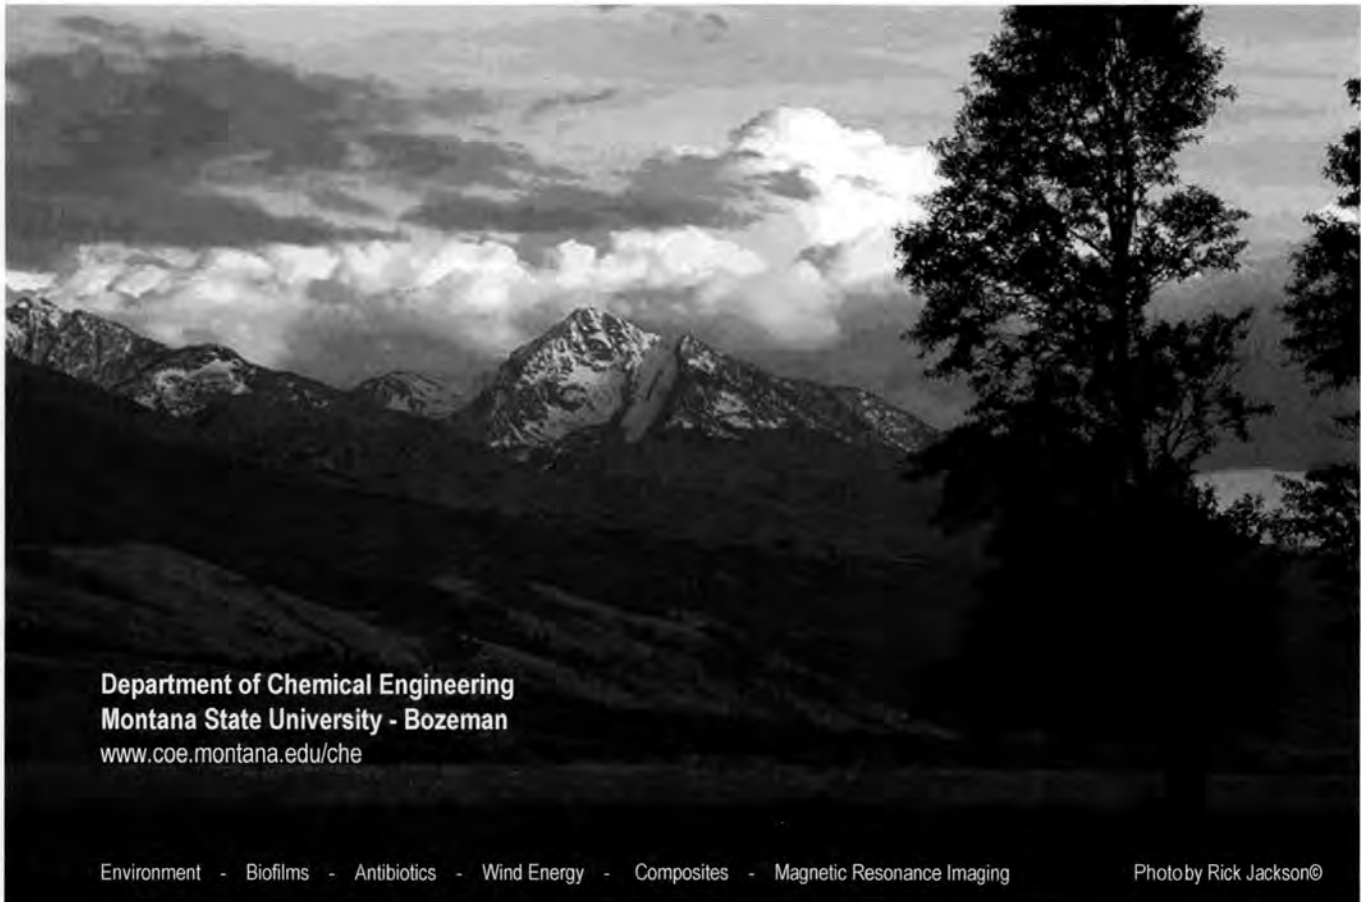 Department of Chemical Engineering
Montana State University - Bozeman
www.coe.montana.edu/che
Environment - Biofilms - Antibiotics - Wind Energy - Composites - Magnetic Resonance Imaging
Photo by Rick Jackson©